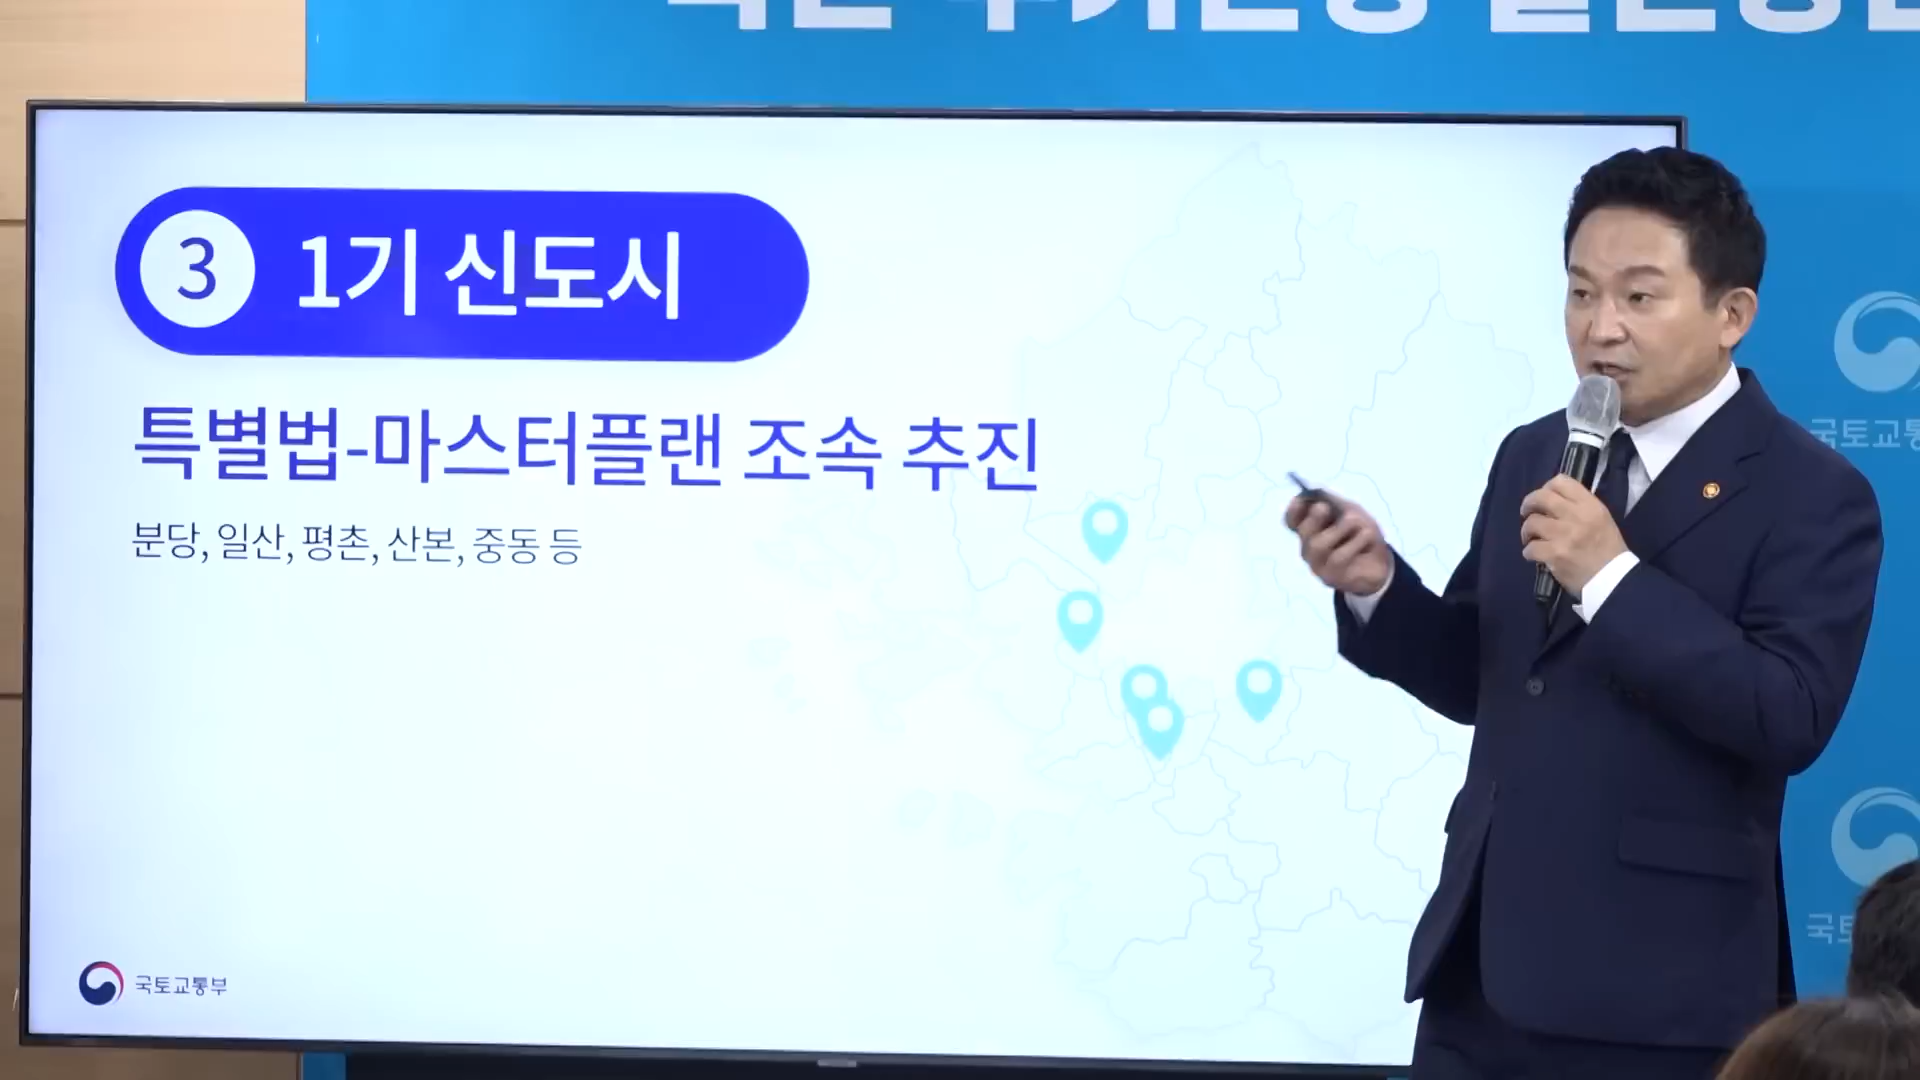 3 1기 신도시
특별법-마스터플랜 조속 추진
분당, 일산, 평촌, 산본, 중동 등
국토교통부
국토교통
국토